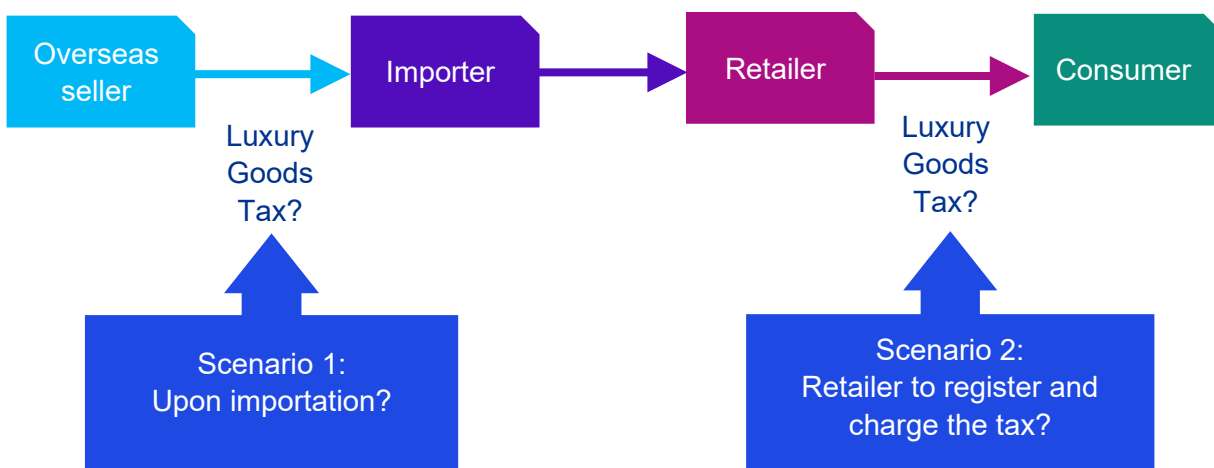 Overseas
seller
Importer
Retailer
Consumer
Luxury
Goods
Tax?
Luxury
Goods
Tax?
Scenario 1:
Upon importation?
Scenario 2:
Retailer to register and
charge the tax?